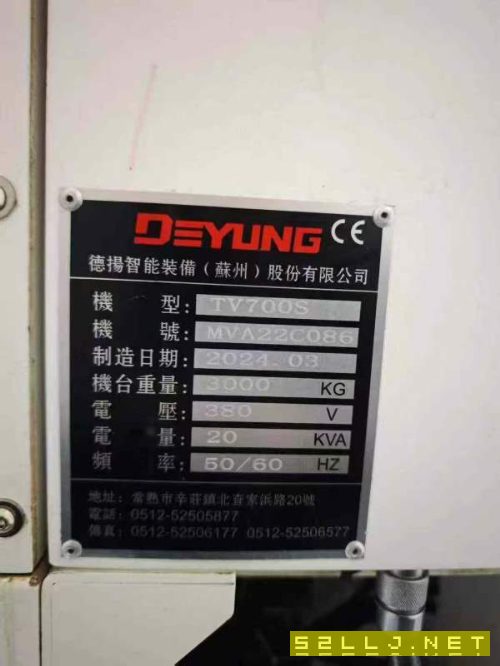 DEYUNG CE
德揚智能裝備(蘇州)股份有限公司
機 型: TV700S
機 號: MVA22C086
制造日期: 2024.03
機台重量: 3000 KG
電 壓: 380 V
電 量: 20 KVA
頻 率: 50/60 HZ
地址: 常熟市辛莊鎮北直家浜路20號
電話: 0512-52505877
傳真: 0512-52506177 0512-52506577
52LLJ.NET